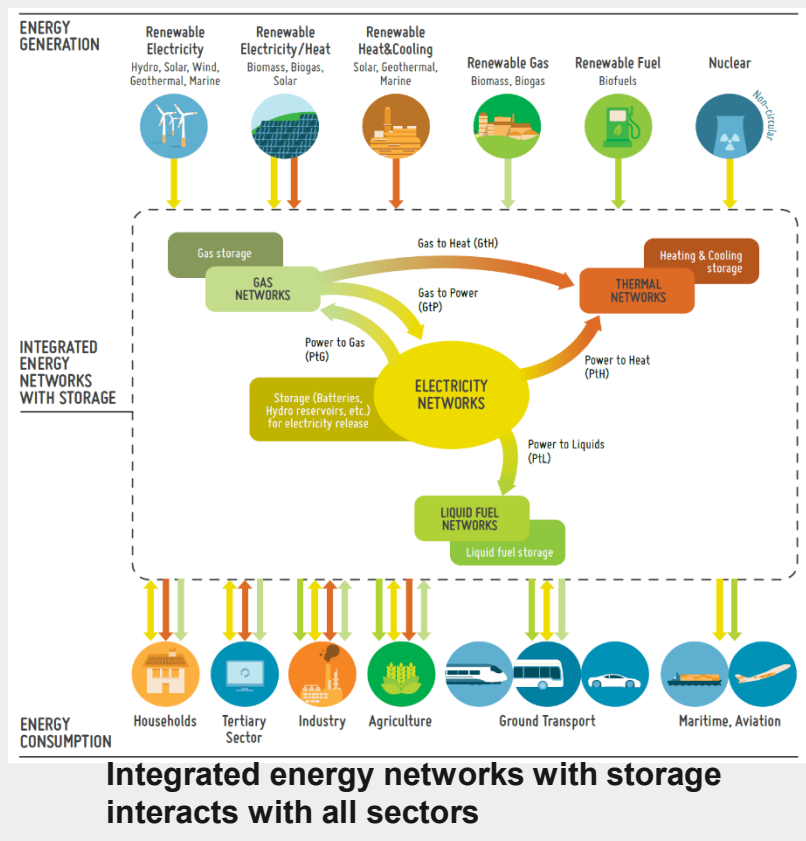 ENERGY
GENERATION
Renewable
Electricity
Hydro, Solar, Wind,
Geothermal, Marine
Renewable
Electricity/Heat
Biomass, Biogas,
Solar
Renewable
Heat&Cooling
Solar, Geothermal,
Marine
Renewable Gas
Biomass, Biogas
Renewable Fuel
Biofuels
Nuclear
Non-circular
Gas storage
GAS
NETWORKS
Gas to Heat (GtH)
Heating & Cooling
storage
THERMAL
NETWORKS
Gas to Power
(GtP)
Power to Gas
(PtG)
INTEGRATED
ENERGY
NETWORKS
WITH STORAGE
ELECTRICITY
NETWORKS
Power to Heat
(PtH)
Storage (Batteries,
Hydro reservoirs, etc.)
for electricity release
Power to Liquids
(PtL)
LIQUID FUEL
NETWORKS
Liquid fuel storage
ENERGY
CONSUMPTION
Households
Tertiary
Sector
Industry
Agriculture
Ground Transport
Maritime, Aviation
Integrated energy networks with storage
interacts with all sectors